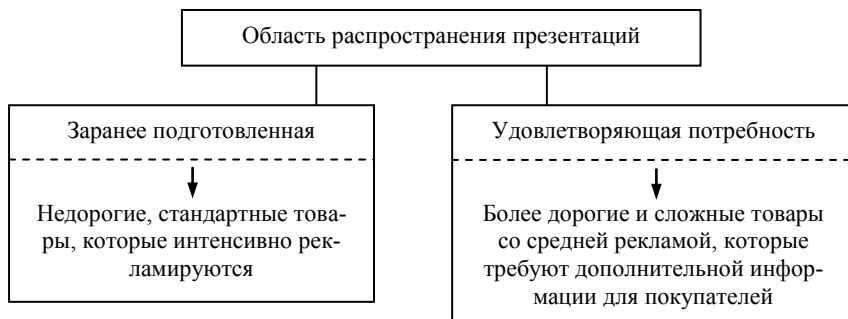 Область распространения презентаций
Заранее подготовленная
Недорогие, стандартные това-
ры, которые интенсивно рек-
ламируются
Удовлетворяющая потребность
Более дорогие и сложные товары
со средней рекламой, которые
требуют дополнительной инфор-
мации для покупателей